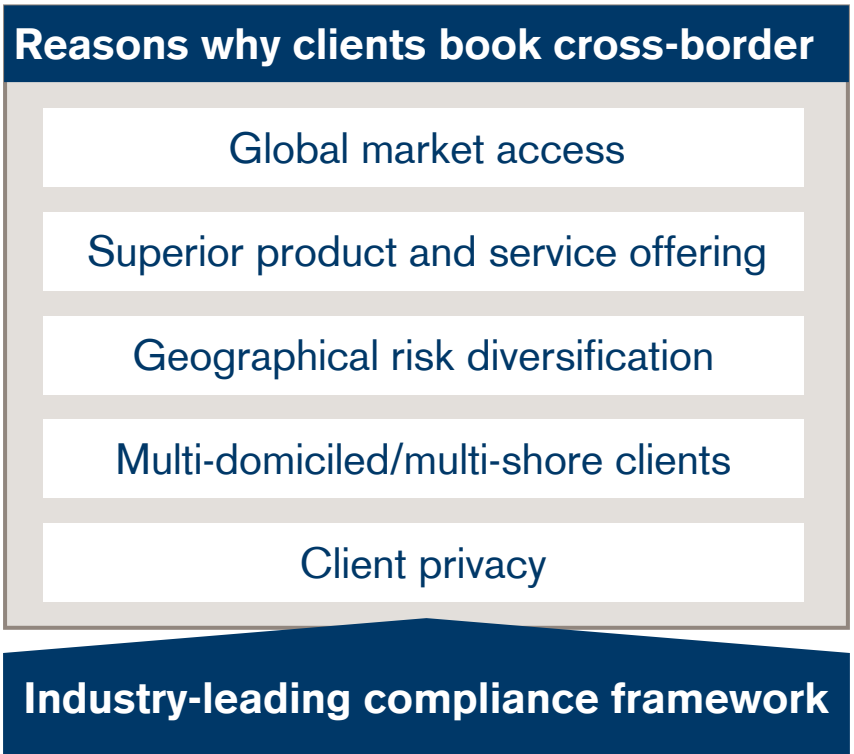 Reasons why clients book cross-border
Global market access
Superior product and service offering
Geographical risk diversification
Multi-domiciled/multi-shore clients
Client privacy
Industry-leading compliance framework